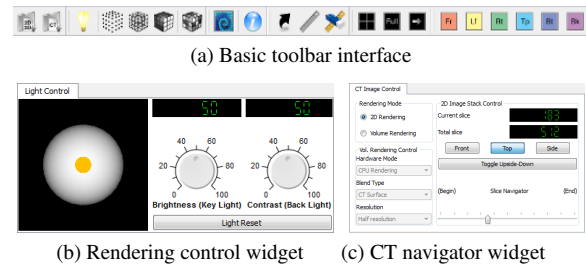 2D 3D CT Full Fr Lf Rt Tp Bt Bk
(a) Basic toolbar interface
Light Control
50 50
40 60 40 60
20 80 20 80
0 100 0 100
Brightness (Key Light) Contrast (Back Light)
Light Reset
CT Image Control
Rendering Mode
2D Rendering
Volume Rendering
Vol. Rendering Control
Hardware Mode
CPU Rendering
Blend Type
CT Surface
Resolution
Half resolution
2D Image Stack Control
Current slice 183
Total slice 512
Front Top Side
Toggle Upside-Down
(Begin) Slice Navigator (End)
(b) Rendering control widget (c) CT navigator widget